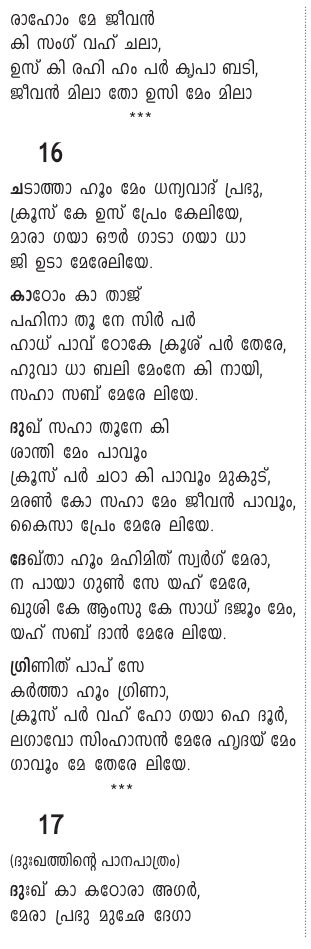 രാഹോം മേ ജീവൻ
കി സംഗ് വഹ് ചലാ,
ഉസ് കി രഹി ഹം പർ കൃപാ ബടി,
ജീവൻ മിലാ തോ ഉസി മേം മിലാ
***
16
ചടാത്താ ഹൂം മേം ധന്യവാദ് പ്രഭു,
ക്രൂസ് കേ ഉസ് പ്രേം കേലിയേ,
മാരാ ഗയാ ഔർ ഗാടാ ഗയാ ധാ
ജി ഉടാ മേരേലിയേ.
കാഠോം കാ താജ്
പഹിനാ തൂ നേ സിർ പർ
ഹാധ് പാവ് ഠോകേ ക്രൂശ് പർ തേരേ,
ഹുവാ ധാ ബലി മേംനേ കി നായി,
സഹാ സബ് മേരേ ലിയേ.
ദുഖ് സഹാ തൂനേ കി
ശാന്തി മേം പാവൂം
ക്രൂസ് പർ ചഠാ കി പാവൂം മുകുട്,
മരൺ കോ സഹാ മേം ജീവൻ പാവൂം,
കൈസാ പ്രേം മേരേ ലിയേ.
ദേഖ്താ ഹൂം മഹിമിത് സ്വർഗ് മേരാ,
ന പായാ ഗുൺ സേ യഹ് മേരേ,
ഖുശി കേ ആംസു കേ സാധ് ഭജൂം മേം,
യഹ് സബ് ദാൻ മേരേ ലിയേ.
ഗ്രിണിത് പാപ് സേ
കർത്താ ഹൂം ഗ്രിണാ,
ക്രൂസ് പർ വഹ് ഹോ ഗയാ ഹെ ദൂർ,
ലഗാവോ സിംഹാസൻ മേരേ ഹൃദയ് മേം
ഗാവൂം മേ തേരേ ലിയേ.
***
17
(ദുഃഖത്തിന്റെ പാനപാത്രം)
ദുഃഖ് കാ കഠോരാ അഗർ,
മേരാ പ്രഭു മുഝേ ദേഗാ